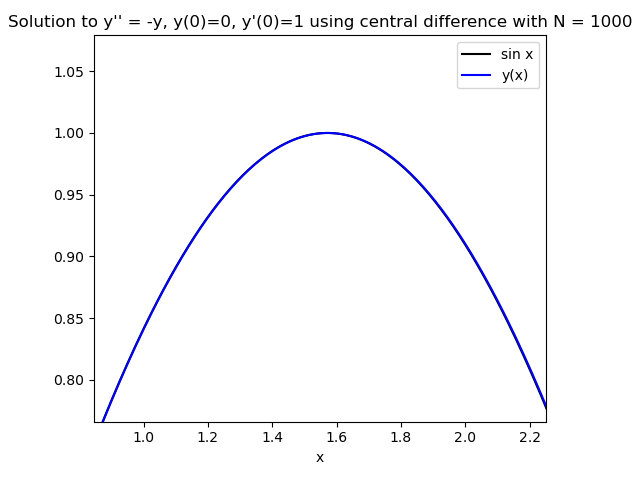 Solution to y'' = -y, y(0)=0, y'(0)=1 using central difference with N = 1000
sin x
y(x)
1.05
1.00
0.95
0.90
0.85
0.80
1.0 1.2 1.4 1.6 1.8 2.0 2.2
x